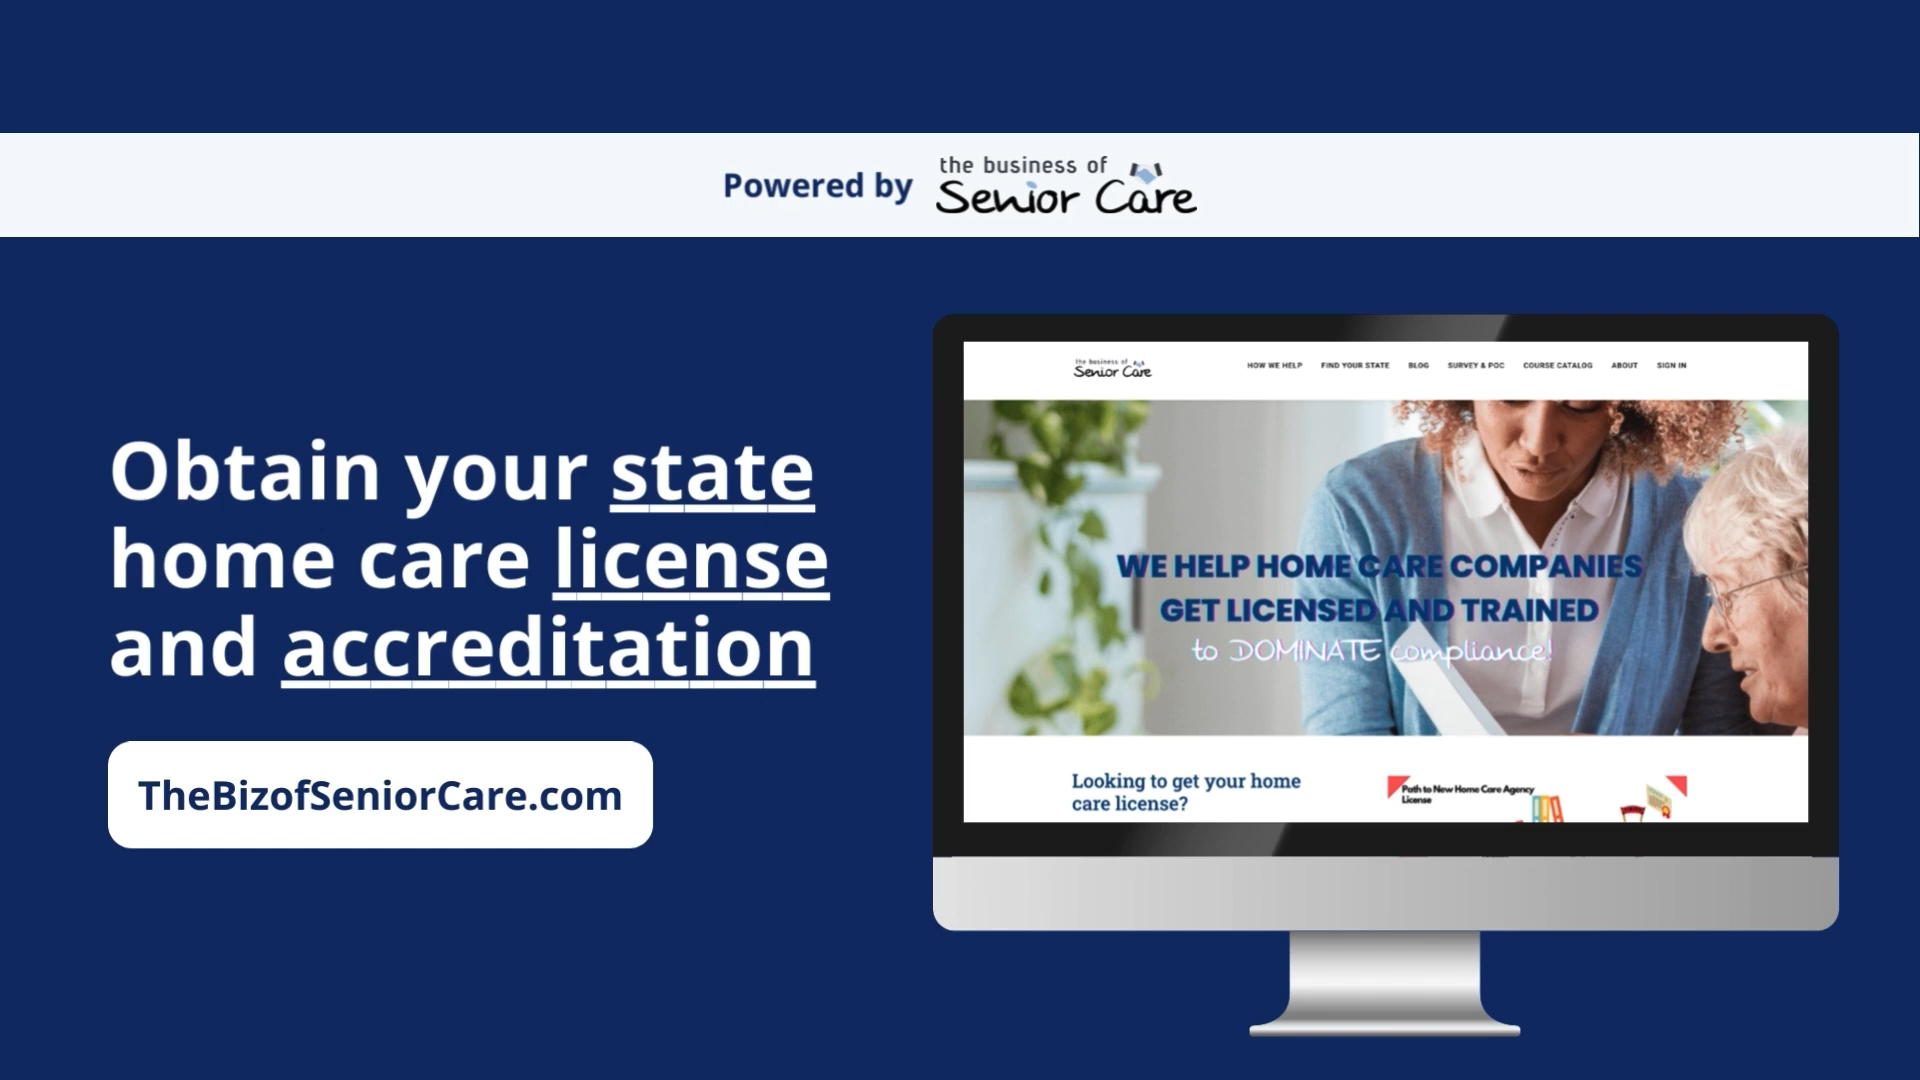 Powered by
the business of
Senior Care
Obtain your state
home care license
and accreditation
TheBizofSeniorCare.com
the business of
Senior Care
HOW WE HELP FIND YOUR STATE BLOG SURVEY & POC COURSE CATALOG ABOUT SIGN IN
WE HELP HOME CARE COMPANIES
GET LICENSED AND TRAINED
to DOMINATE compliance!
Looking to get your home
care license?
Path to New Home Care Agency
License